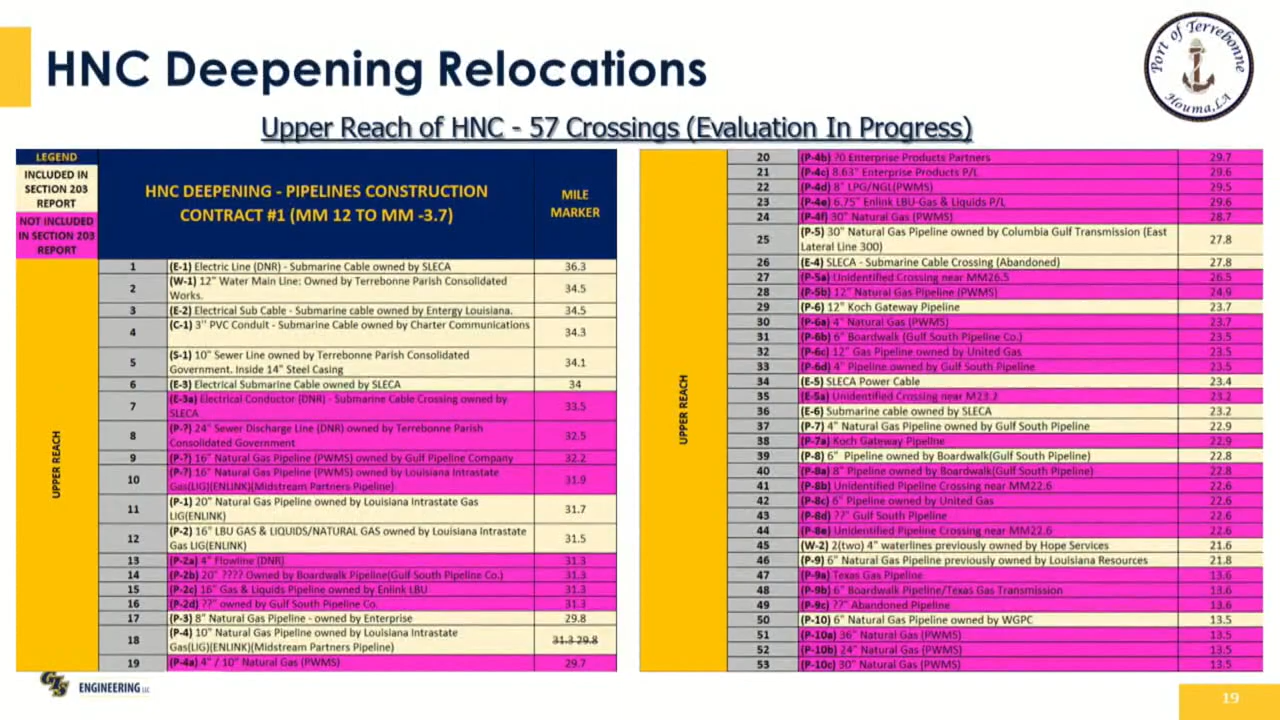 HNC Deepening Relocations
Port of Terrebonne
Houma, LA
Upper Reach of HNC - 57 Crossings (Evaluation In Progress)
LEGEND
INCLUDED IN
SECTION 203
REPORT
NOT INCLUDED
IN SECTION 203
REPORT
HNC DEEPENING - PIPELINES CONSTRUCTION
CONTRACT #1 (MM 12 TO MM -3.7)
MILE
MARKER
UPPER REACH
1 (E-1) Electric Line (DNR) - Submarine Cable owned by SLECA 36.3
2 (W-1) 12" Water Main Line: Owned by Terrebonne Parish Consolidated
Works. 34.5
3 (E-2) Electrical Sub Cable - Submarine cable owned by Entergy Louisiana. 34.5
4 (C-1) 3'' PVC Conduit - Submarine Cable owned by Charter Communications 34.3
5 (S-1) 10" Sewer Line owned by Terrebonne Parish Consolidated
Government. Inside 14" Steel Casing 34.1
6 (E-3) Electrical Submarine Cable owned by SLECA 34
7 (E-3a) Electrical Conductor (DNR) - Submarine Cable Crossing owned by
SLECA 33.5
8 (P-?) 24" Sewer Discharge Line (DNR) owned by Terrebonne Parish
Consolidated Government 32.5
9 (P-?) 16" Natural Gas Pipeline (PWMS) owned by Gulf Pipeline Company 32.2
10 (P-?) 16" Natural Gas Pipeline (PWMS) owned by Louisiana Intrastate
Gas(LIG)(ENLINK)(Midstream Partners Pipeline) 31.9
11 (P-1) 20" Natural Gas Pipeline owned by Louisiana Intrastate Gas
LIG(ENLINK) 31.7
12 (P-2) 16" LBU GAS & LIQUIDS/NATURAL GAS owned by Louisiana Intrastate
Gas LIG(ENLINK) 31.5
13 (P-2a) 4" Flowline (DNR) 31.3
14 (P-2b) 20" ???? Owned by Boardwalk Pipeline(Gulf South Pipeline Co.) 31.3
15 (P-2c) 16" Gas & Liquids Pipeline owned by Enlink LBU 31.3
16 (P-2d) ??" owned by Gulf South Pipeline Co. 31.3
17 (P-3) 8" Natural Gas Pipeline - owned by Enterprise 29.8
18 (P-4) 10" Natural Gas Pipeline owned by Louisiana Intrastate
Gas(LIG)(ENLINK)(Midstream Partners Pipeline) 31.3 29.8
19 (P-4a) 4" / 10" Natural Gas (PWMS) 29.7
UPPER REACH
20 (P-4b) ?0 Enterprise Products Partners 29.7
21 (P-4c) 8.63" Enterprise Products P/L 29.6
22 (P-4d) 8" LPG/NGL(PWMS) 29.5
23 (P-4e) 6.75" Enlink LBU-Gas & Liquids P/L 29.6
24 (P-4f) 30" Natural Gas (PWMS) 28.7
25 (P-5) 30" Natural Gas Pipeline owned by Columbia Gulf Transmission (East
Lateral Line 300) 27.8
26 (E-4) SLECA - Submarine Cable Crossing (Abandoned) 27.8
27 (P-5a) Unidentified Crossing near MM26.5 26.5
28 (P-5b) 12" Natural Gas Pipeline (PWMS) 24.9
29 (P-6) 12" Koch Gateway Pipeline 23.7
30 (P-6a) 4" Natural Gas (PWMS) 23.7
31 (P-6b) 6" Boardwalk (Gulf South Pipeline Co.) 23.5
32 (P-6c) 12" Gas Pipeline owned by United Gas 23.5
33 (P-6d) 4" Pipeline owned by Gulf South Pipeline 23.5
34 (E-5) SLECA Power Cable 23.4
35 (E-5a) Unidentified Crossing near M23.2 23.2
36 (E-6) Submarine cable owned by SLECA 23.2
37 (P-7) 4" Natural Gas Pipeline owned by Gulf South Pipeline 22.9
38 (P-7a) Koch Gateway Pipeline 22.9
39 (P-8) 6" Pipeline owned by Boardwalk(Gulf South Pipeline) 22.8
40 (P-8a) 8" Pipeline owned by Boardwalk(Gulf South Pipeline) 22.8
41 (P-8b) Unidentified Pipeline Crossing near MM22.6 22.6
42 (P-8c) 6" Pipeline owned by United Gas 22.6
43 (P-8d) ??" Gulf South Pipeline 22.6
44 (P-8e) Unidentified Pipeline Crossing near MM22.6 22.6
45 (W-2) 2(two) 4" waterlines previously owned by Hope Services 21.6
46 (P-9) 6" Natural Gas Pipeline previously owned by Louisiana Resources 21.8
47 (P-9a) Texas Gas Pipeline 13.6
48 (P-9b) 6" Boardwalk Pipeline/Texas Gas Transmission 13.6
49 (P-9c) ??" Abandoned Pipeline 13.6
50 (P-10) 6" Natural Gas Pipeline owned by WGPC 13.5
51 (P-10a) 36" Natural Gas (PWMS) 13.5
52 (P-10b) 24" Natural Gas (PWMS) 13.5
53 (P-10c) 30" Natural Gas (PWMS) 13.5
GIS ENGINEERING LLC
19